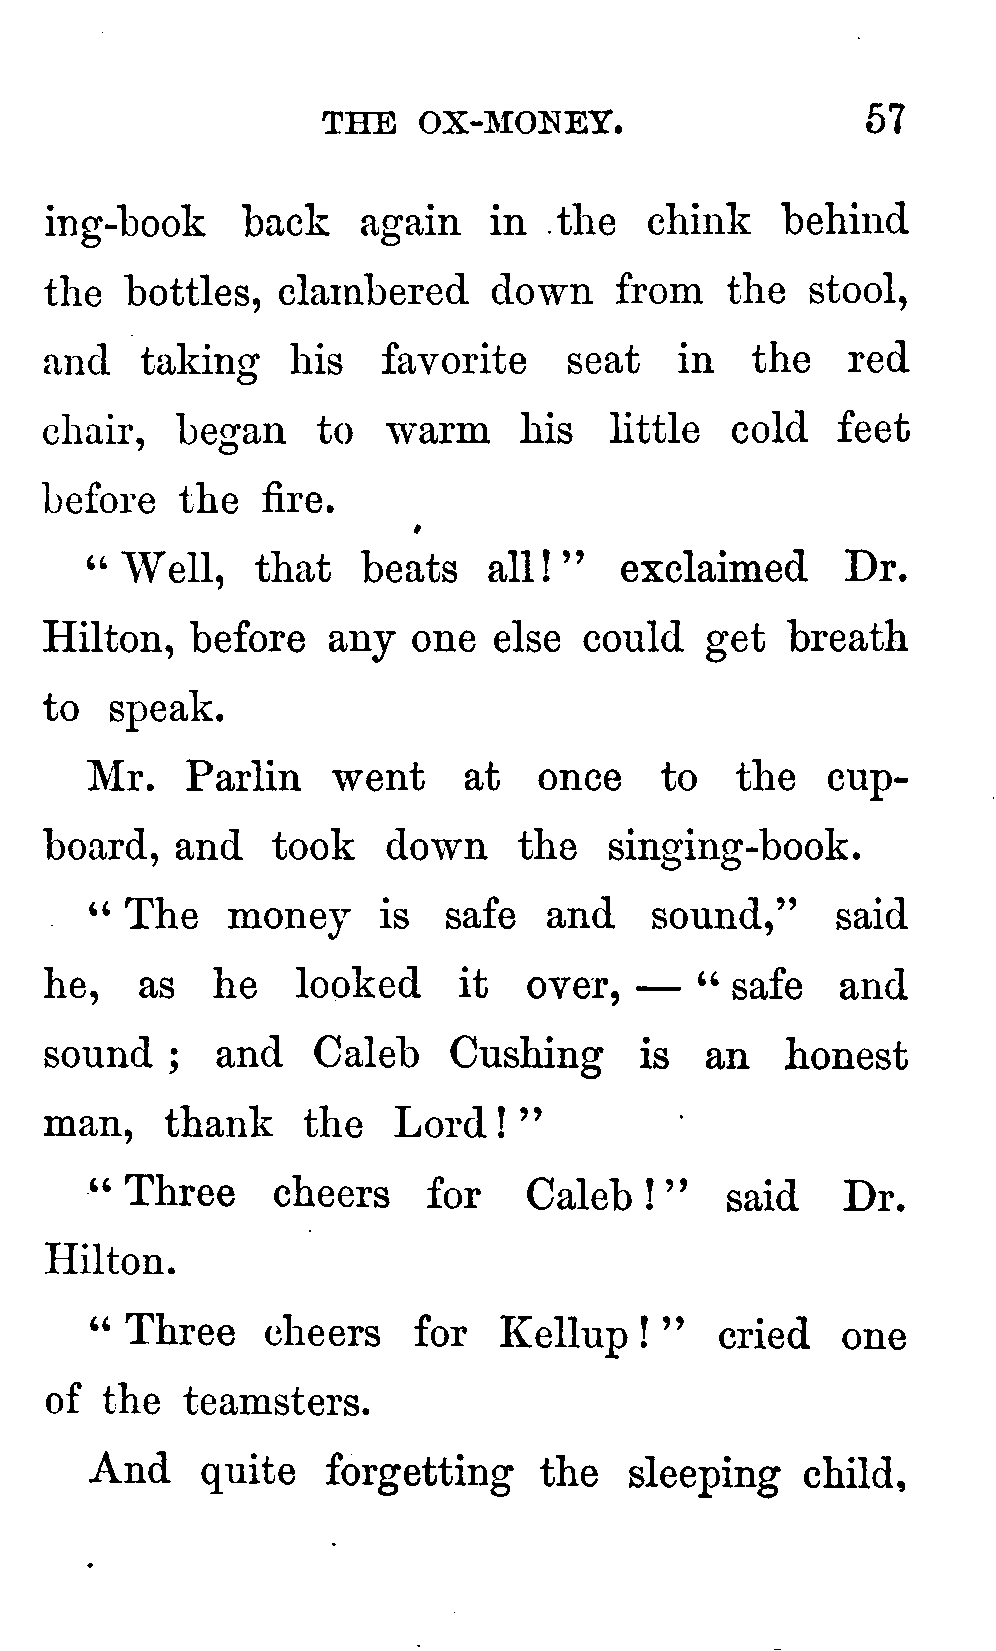 THE OX-MONEY. 57
ing-book back again in the chink behind
the bottles, clambered down from the stool,
and taking his favorite seat in the red
chair, began to warm his little cold feet
before the fire.
“ Well, that beats all! ” exclaimed Dr.
Hilton, before any one else could get breath
to speak.
Mr. Parlin went at once to the cup-
board, and took down the singing-book.
“ The money is safe and sound,” said
he, as he looked it over, — “ safe and
sound ; and Caleb Cushing is an honest
man, thank the Lord! ”
“ Three cheers for Caleb ! ” said Dr.
Hilton.
“ Three cheers for Kellup ! ” cried one
of the teamsters.
And quite forgetting the sleeping child,